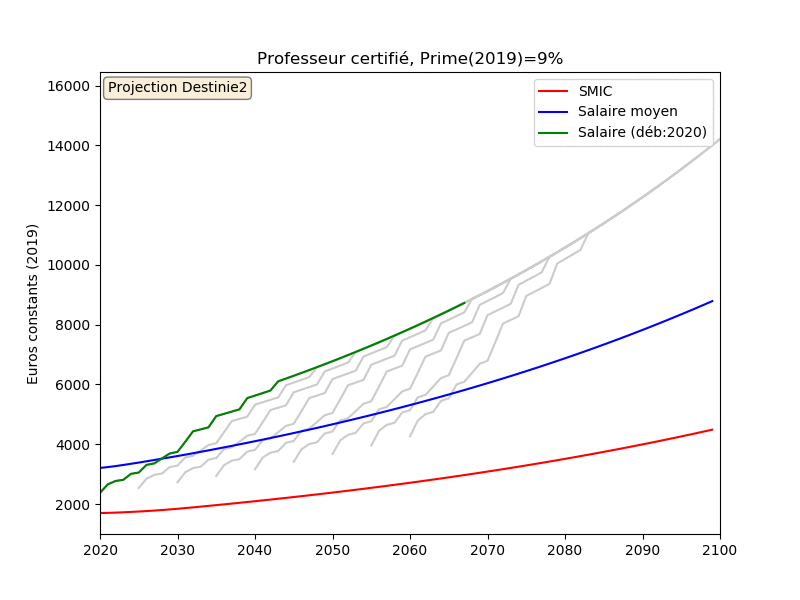 Professeur certifié, Prime(2019)=9%
Projection Destinie2
SMIC
Salaire moyen
Salaire (déb:2020)
Euros constants (2019)
16000
14000
12000
10000
8000
6000
4000
2000
2020
2030
2040
2050
2060
2070
2080
2090
2100